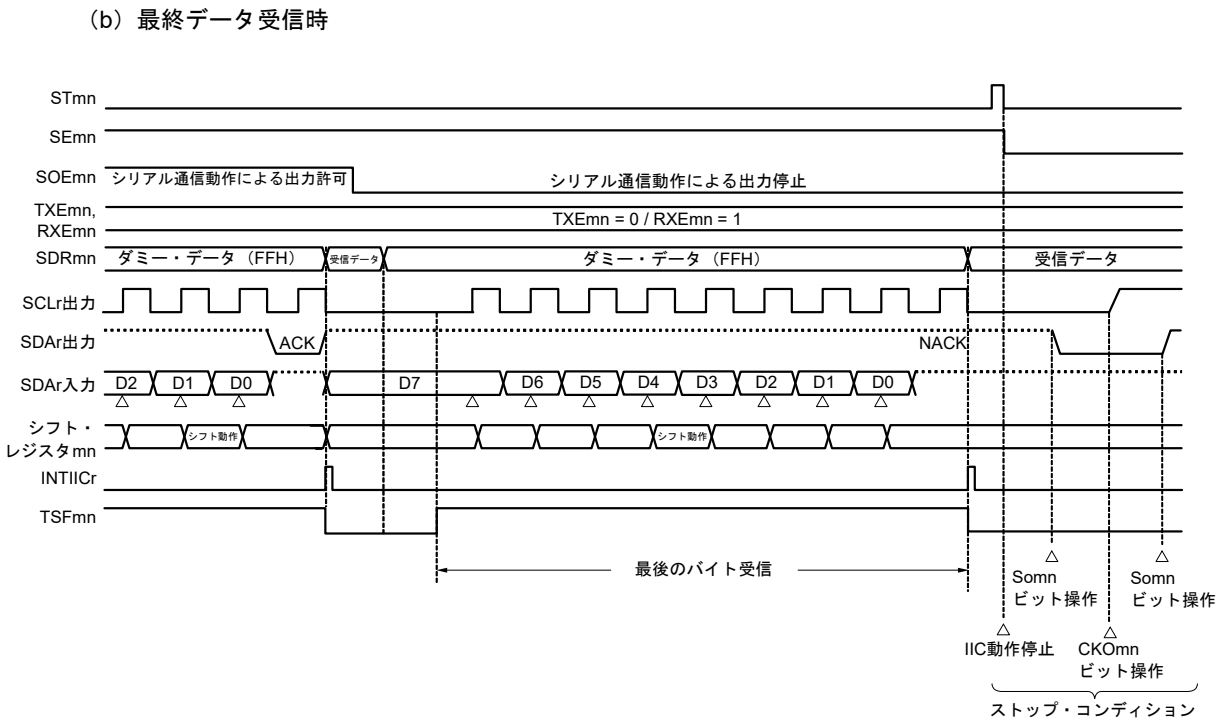 （b）最終データ受信時
STmn
SEmn
SOEmn シリアル通信動作による出力許可 シリアル通信動作による出力停止
TXEmn,
RXEmn TXEmn = 0 / RXEmn = 1
SDRmn ダミー・データ（FFH） 受信データ ダミー・データ（FFH） 受信データ
SCLr出力
SDAr出力 ACK NACK
SDAr入力 D2 D1 D0 D7 D6 D5 D4 D3 D2 D1 D0
シフト・
レジスタmn シフト動作 シフト動作
INTIICr
TSFmn
最後のバイト受信
Somn
ビット操作
Somn
ビット操作
IIC動作停止
CKOmn
ビット操作
ストップ・コンディション